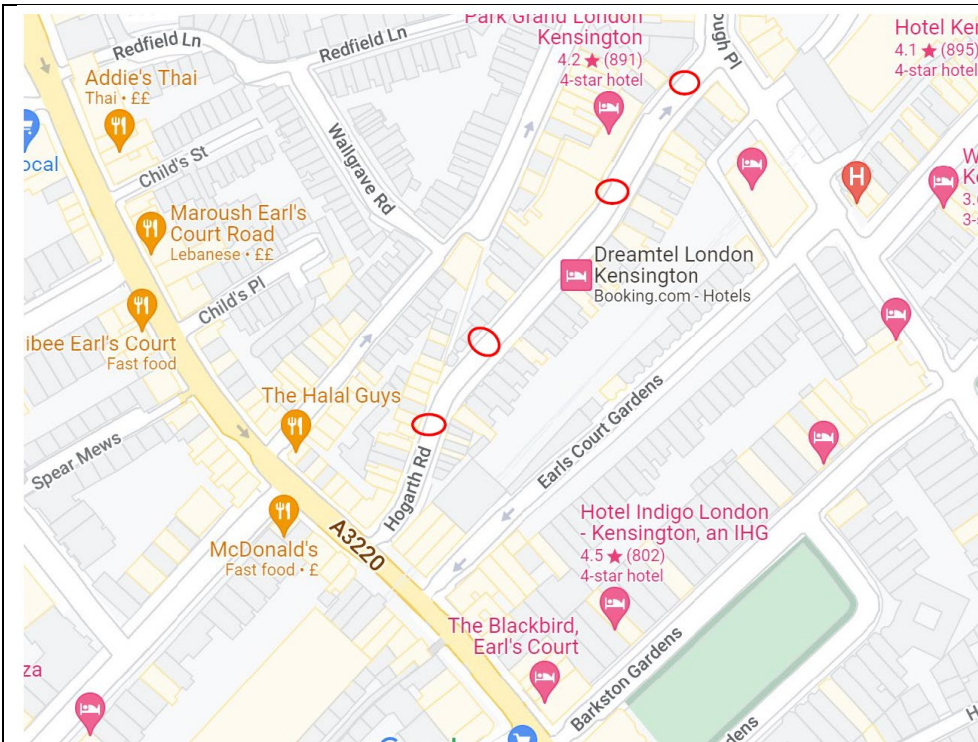 Park Grand London
Kensington
4.2 ★ (891)
4-star hotel
ough Pl
4.1 ★ (895)
4-star hotel
Redfield Ln
Redfield Ln
Addie's Thai
Thai • ££
ocal
Child's St
Wallgrave Rd
H
3-
Maroush Earl's
Court Road
Lebanese • ££
Dreamtel London
Kensington
Booking.com - Hotels
Child's Pl
ibee Earl's Court
Fast food
The Halal Guys
Earls Court Gardens
Spear Mews
Hogarth Rd
A3220
McDonald's
Fast food • £
Hotel Indigo London
- Kensington, an IHG
4.5 ★ (802)
4-star hotel
The Blackbird,
Earl's Court
Barkston Gardens
za
dens